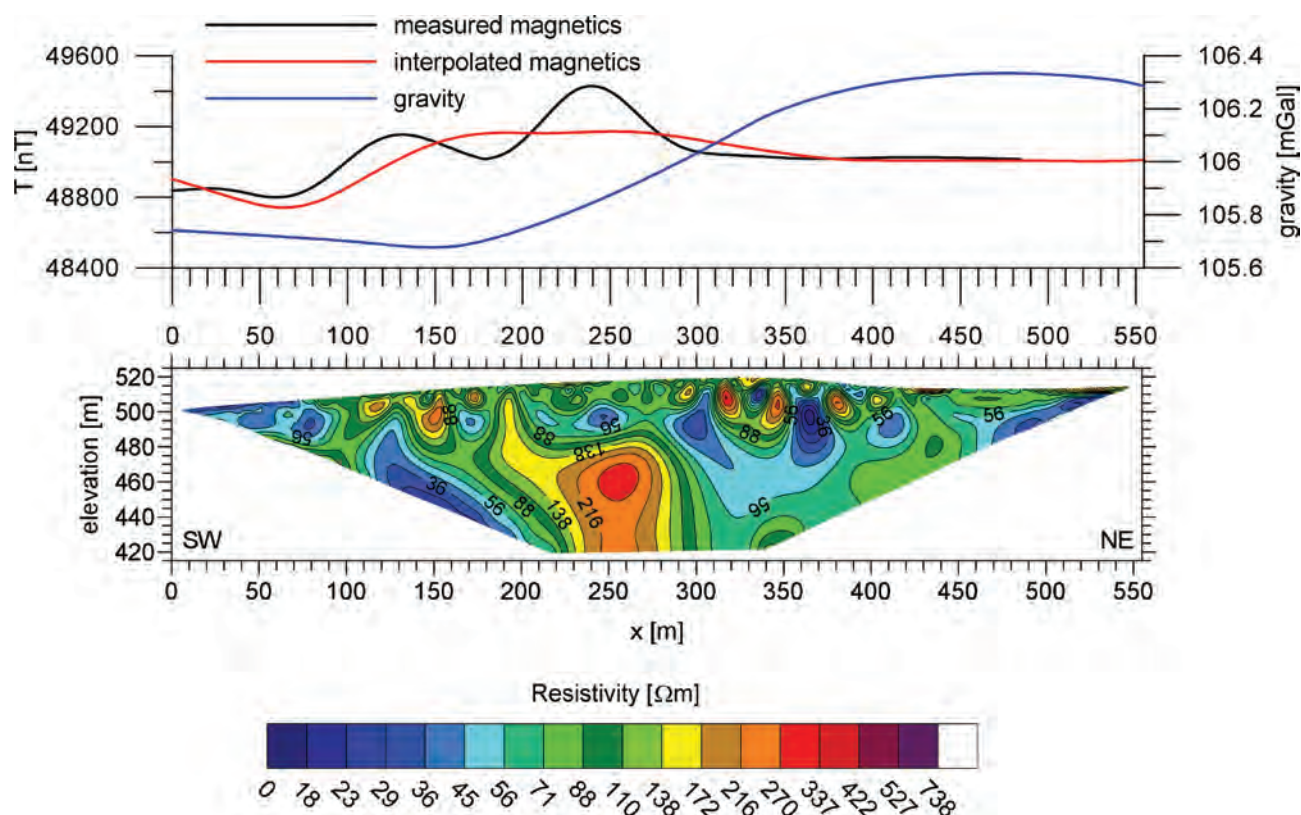 measured magnetics
interpolated magnetics
gravity
49600
49200
48800
48400
T [nT]
106.4
106.2
106
105.8
105.6
gravity [mGal]
0 50 100 150 200 250 300 350 400 450 500 550
520
500
480
460
440
420
elevation [m]
56 88 56 36 56 88 138 216 88 138 56 88 56 36 56 56 56
SW NE
0 50 100 150 200 250 300 350 400 450 500 550
x [m]
Resistivity [Ωm]
0 18 23 29 36 45 56 71 88 110 138 172 216 270 337 422 527 738